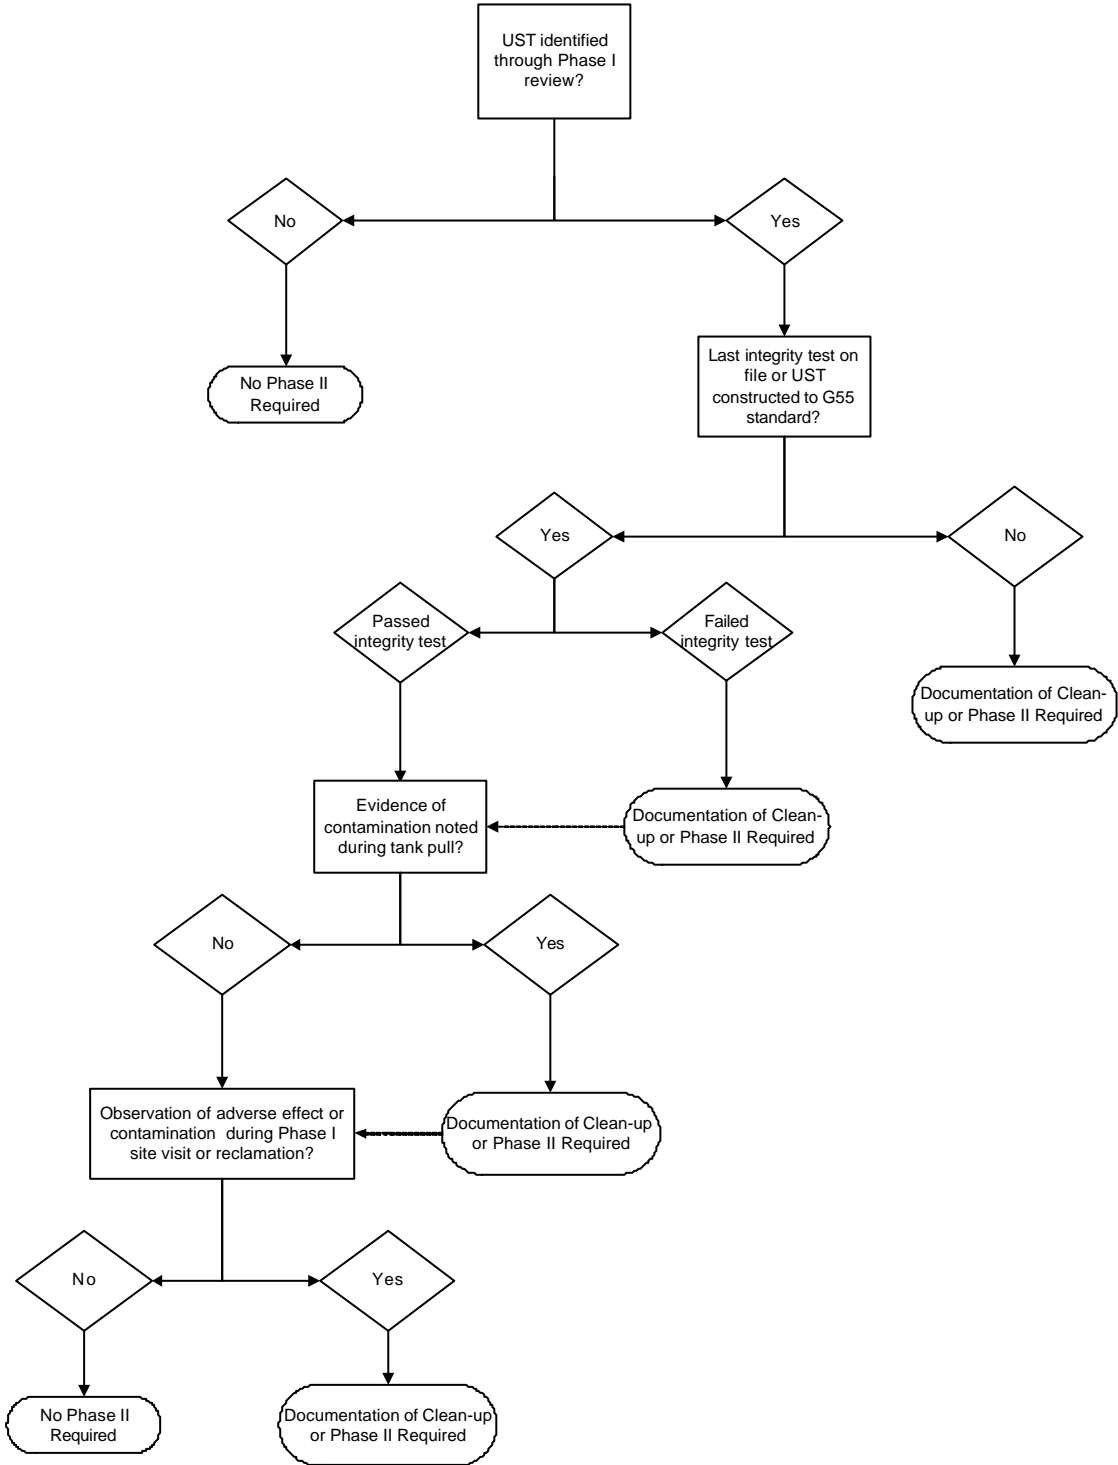 UST identified
through Phase I
review?
No
Yes
No Phase II
Required
Last integrity test on
file or UST
constructed to G55
standard?
Yes
No
Passed
integrity test
Failed
integrity test
Documentation of Clean-
up or Phase II Required
Evidence of
contamination noted
during tank pull?
Documentation of Clean-
up or Phase II Required
No
Yes
Observation of adverse effect or
contamination during Phase I
site visit or reclamation?
Documentation of Clean-up
or Phase II Required
No
Yes
No Phase II
Required
Documentation of Clean-up
or Phase II Required